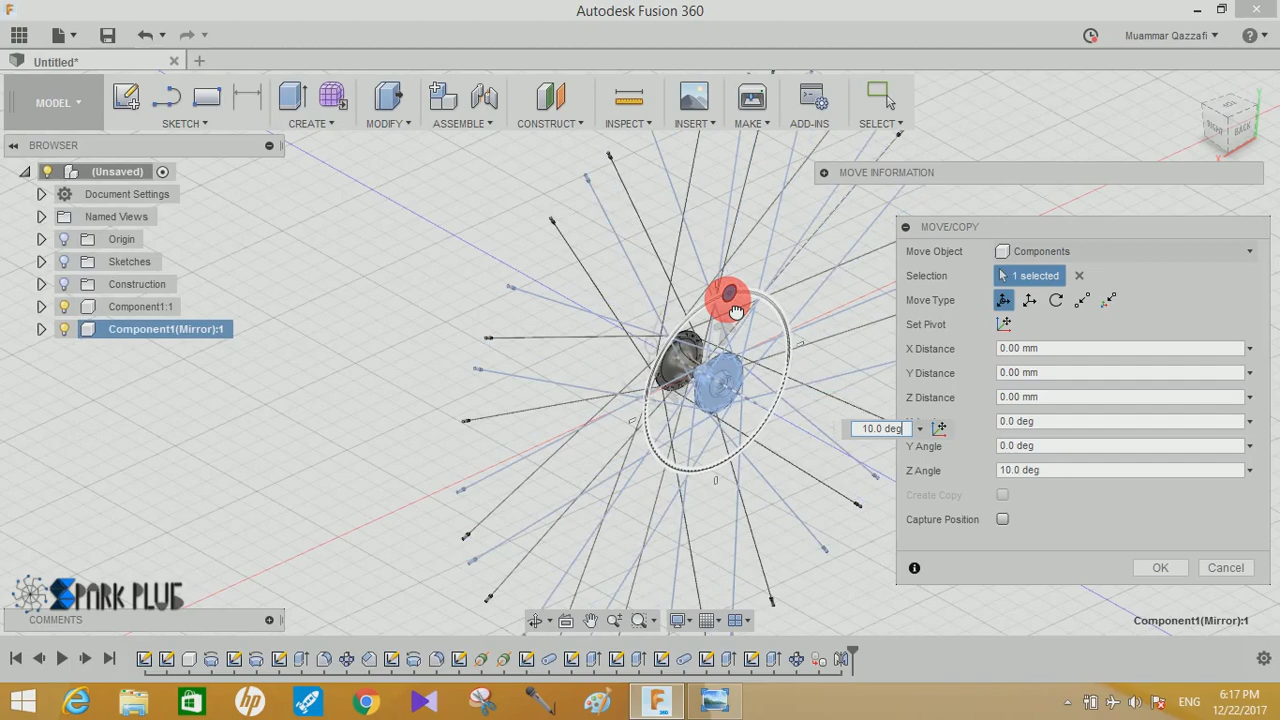 Autodesk Fusion 360
Muammar Qazzafi
Untitled*
MODEL
SKETCH
CREATE
MODIFY
ASSEMBLE
CONSTRUCT
INSPECT
INSERT
MAKE
ADD-INS
SELECT
RIGHT
BACK
BROWSER
(Unsaved)
Document Settings
Named Views
Origin
Sketches
Construction
Component1:1
Component1(Mirror):1
MOVE INFORMATION
MOVE/COPY
Move Object Components
Selection 1 selected
Move Type
Set Pivot
X Distance 0.00 mm
Y Distance 0.00 mm
Z Distance 0.00 mm
0.0 deg
10.0 deg
Y Angle 0.0 deg
Z Angle 10.0 deg
Create Copy
Capture Position
OK Cancel
SPARK PLUG
COMMENTS
Component1(Mirror):1
ENG
6:17 PM
12/22/2017